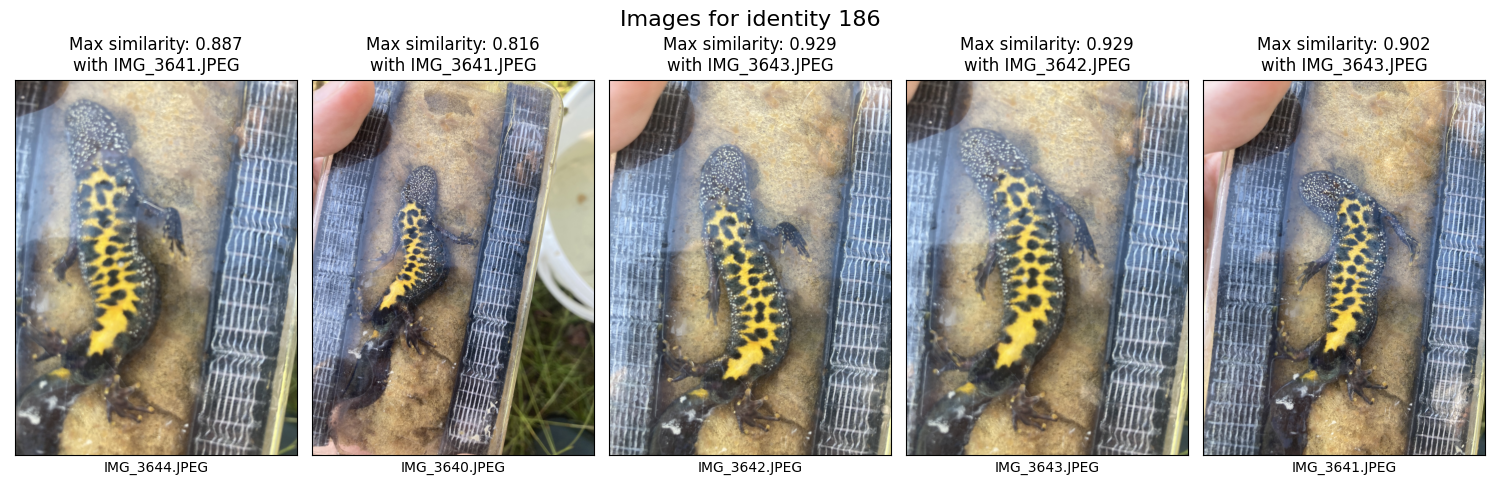 Images for identity 186
Max similarity: 0.887
with IMG_3641.JPEG
Max similarity: 0.816
with IMG_3641.JPEG
Max similarity: 0.929
with IMG_3643.JPEG
Max similarity: 0.929
with IMG_3642.JPEG
Max similarity: 0.902
with IMG_3643.JPEG
IMG_3644.JPEG
IMG_3640.JPEG
IMG_3642.JPEG
IMG_3643.JPEG
IMG_3641.JPEG